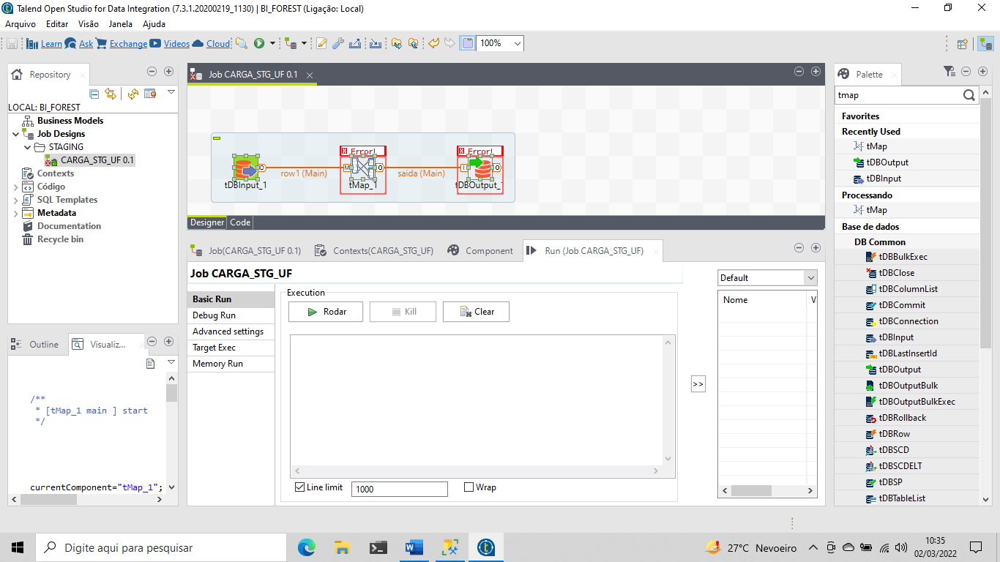 Talend Open Studio for Data Integration (7.3.1.20200219_1130) | BI_FOREST (Ligação: Local)
Arquivo Editar Visão Janela Ajuda
Learn Ask Exchange Videos Cloud 100%
Repository
LOCAL: BI_FOREST
Business Models
Job Designs
STAGING
CARGA_STG_UF 0.1
Contexts
Código
SQL Templates
Metadata
Documentation
Recycle bin
Outline Visualiz...
/**
* [tMap_1 main ] start
*/
currentComponent="tMap_1";
Job CARGA_STG_UF 0.1
Error! Error!
row1 (Main) saida (Main)
tDBInput_1 tMap_1 tDBOutput_
Designer Code
Job(CARGA_STG_UF 0.1) Contexts(CARGA_STG_UF) Component Run (Job CARGA_STG_UF)
Job CARGA_STG_UF
Basic Run
Debug Run
Advanced settings
Target Exec
Memory Run
Execution
Rodar Kill Clear
Line limit 1000 Wrap
>>
Default
Nome V
Palette
tmap
Favorites
Recently Used
tMap
tDBOutput
tDBInput
Processando
tMap
Base de dados
DB Common
tDBBulkExec
tDBClose
tDBColumnList
tDBCommit
tDBConnection
tDBInput
tDBLastInsertId
tDBOutput
tDBOutputBulk
tDBOutputBulkExec
tDBRollback
tDBRow
tDBSCD
tDBSCDELT
tDBSP
tDBTableList
Digite aqui para pesquisar
27°C Nevoeiro
10:35
02/03/2022